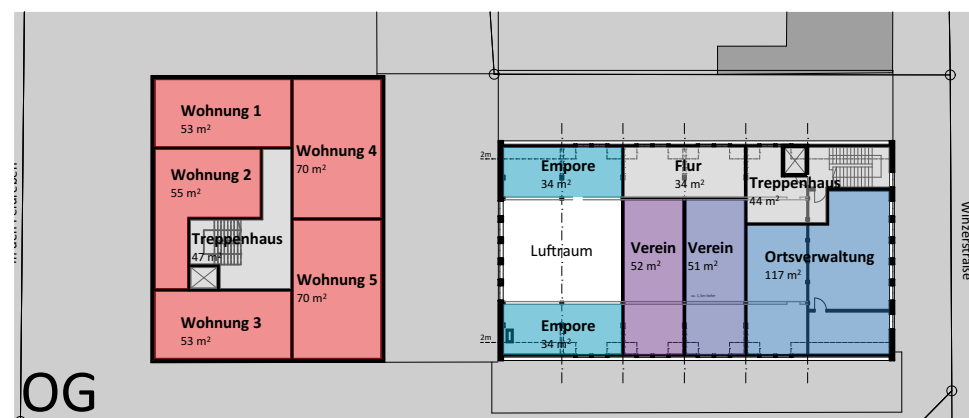 Wohnung 1
53 m²
Wohnung 2
55 m²
Wohnung 4
70 m²
Treppenhaus
47 m²
Wohnung 5
70 m²
Wohnung 3
53 m²
OG
2m
Empore
34 m²
Flur
34 m²
Treppenhaus
44 m²
Luftraum
Verein
52 m²
Verein
51 m²
Ortsverwaltung
117 m²
Empore
34 m²
2m
Winzerstraße